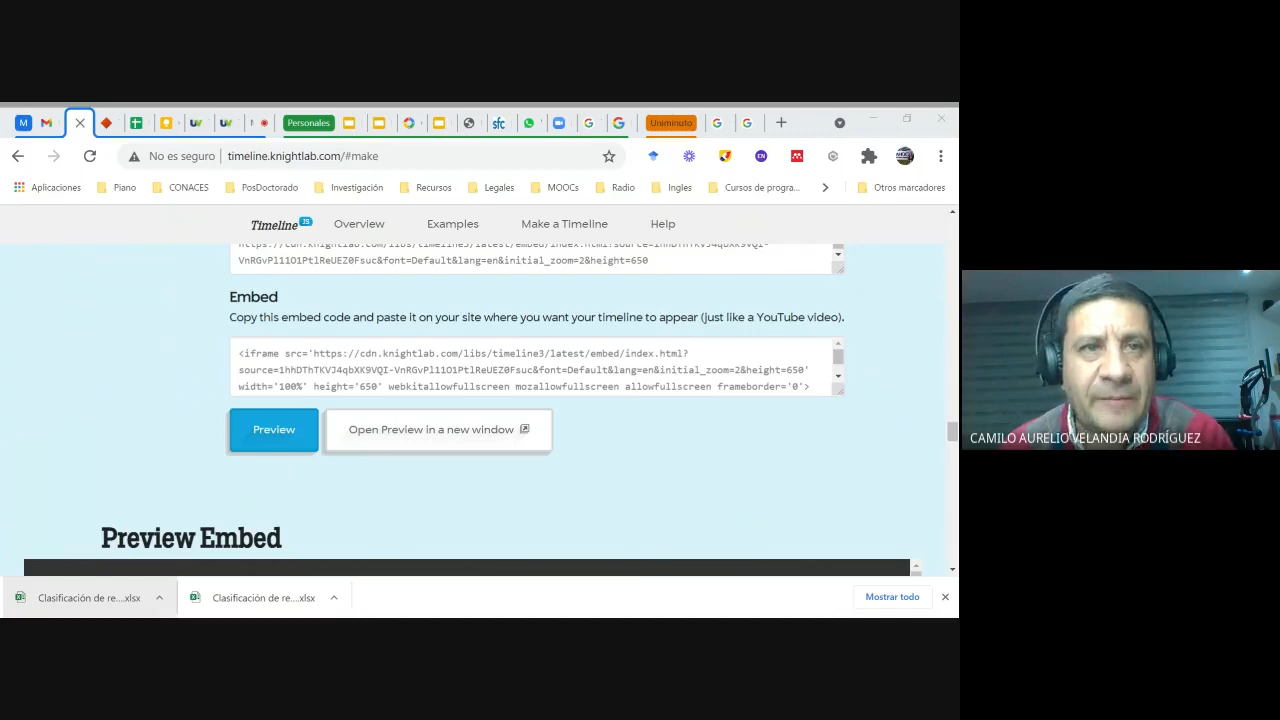 Personales
Uniminuto
No es seguro
timeline.knightlab.com/#make
Aplicaciones
Piano
CONACES
PosDoctorado
Investigación
Recursos
Legales
MOOCs
Radio
Ingles
Cursos de progra...
Otros marcadores
Timeline JS
Overview
Examples
Make a Timeline
Help
VnRGvPl11O1PtlReUEZ0Fsuc&font=Default&lang=en&initial_zoom=2&height=650
Embed
Copy this embed code and paste it on your site where you want your timeline to appear (just like a YouTube video).
<iframe src='https://cdn.knightlab.com/libs/timeline3/latest/embed/index.html?
source=1hhDThTKVJ4qbXK9VQI-VnRGvPl11O1PtlReUEZ0Fsuc&font=Default&lang=en&initial_zoom=2&height=650'
width='100%' height='650' webkitallowfullscreen mozallowfullscreen allowfullscreen frameborder='0'>
Preview
Open Preview in a new window
CAMILO AURELIO VELANDIA RODRÍGUEZ
Preview Embed
Clasificación de re....xlsx
Clasificación de re....xlsx
Mostrar todo